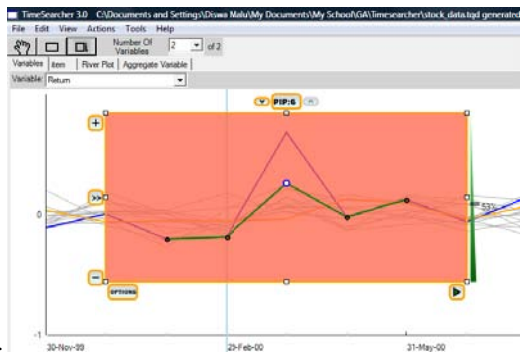 TimeSearcher 3.0 C:\Documents and Settings\Diswa Malu\My Documents\My School\GA\Timesearcher\stock_data.tqd generated
File Edit View Actions Tools Help
Number Of Variables 2 of 2
Variables Item River Plot Aggregate Variable
Variable: Return
PIP:6
0
53%
OPTIONS
-1
30-Nov-99 29-Feb-00 31-May-00